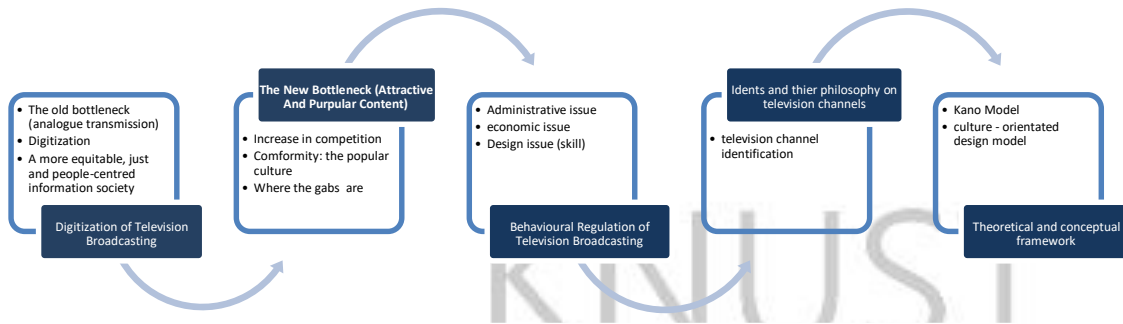 • The old bottleneck
(analogue transmission)
• Digitization
• A more equitable, just
and people-centred
information society
Digitization of Television
Broadcasting
The New Bottleneck (Attractive
And Purpular Content)
• Increase in competition
• Comformity: the popular
culture
• Where the gabs are
• Administrative issue
• economic issue
• Design issue (skill)
Behavioural Regulation of
Television Broadcasting
Idents and thier philosophy on
television channels
• television channel
identification
• Kano Model
• culture - orientated
design model
Theoretical and conceptual
framework
KNUST